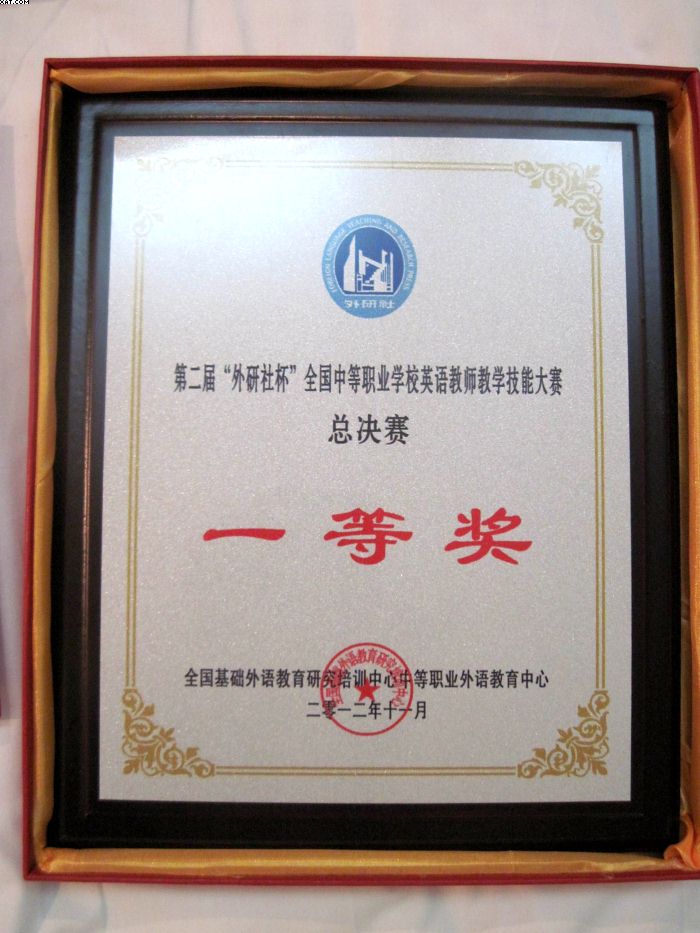 XAT.COM
FOREIGN LANGUAGE TEACHING AND RESEARCH PRESS
外研社
第二届“外研社杯”全国中等职业学校英语教师教学技能大赛
总决赛
一等奖
全国基础外语教育研究培训中心中等职业外语教育中心
二零一二年十一月